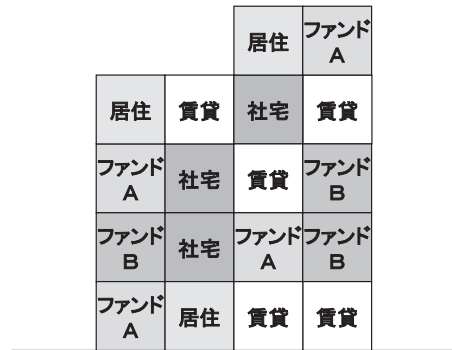 居住 ファンド
A
居住 賃貸 社宅 賃貸
ファンド
A 社宅 賃貸 ファンド
B
ファンド
B 社宅 ファンド
A ファンド
B
ファンド
A 居住 賃貸 賃貸